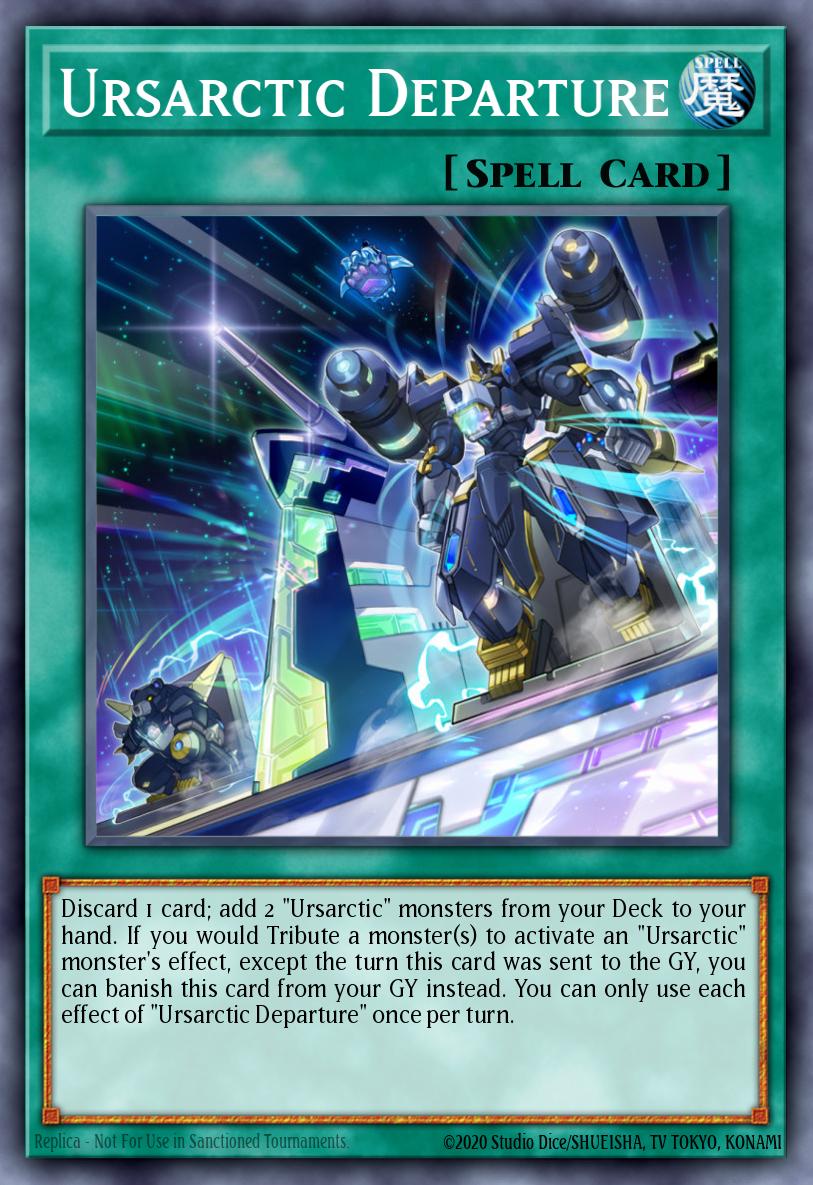 Ursarctic Departure
SPELL
魔
[Spell Card]
Discard 1 card; add 2 "Ursarctic" monsters from your Deck to your
hand. If you would Tribute a monster(s) to activate an "Ursarctic"
monster's effect, except the turn this card was sent to the GY, you
can banish this card from your GY instead. You can only use each
effect of "Ursarctic Departure" once per turn.
Replica - Not For Use in Sanctioned Tournaments.
©2020 Studio Dice/SHUEISHA, TV TOKYO, KONAMI